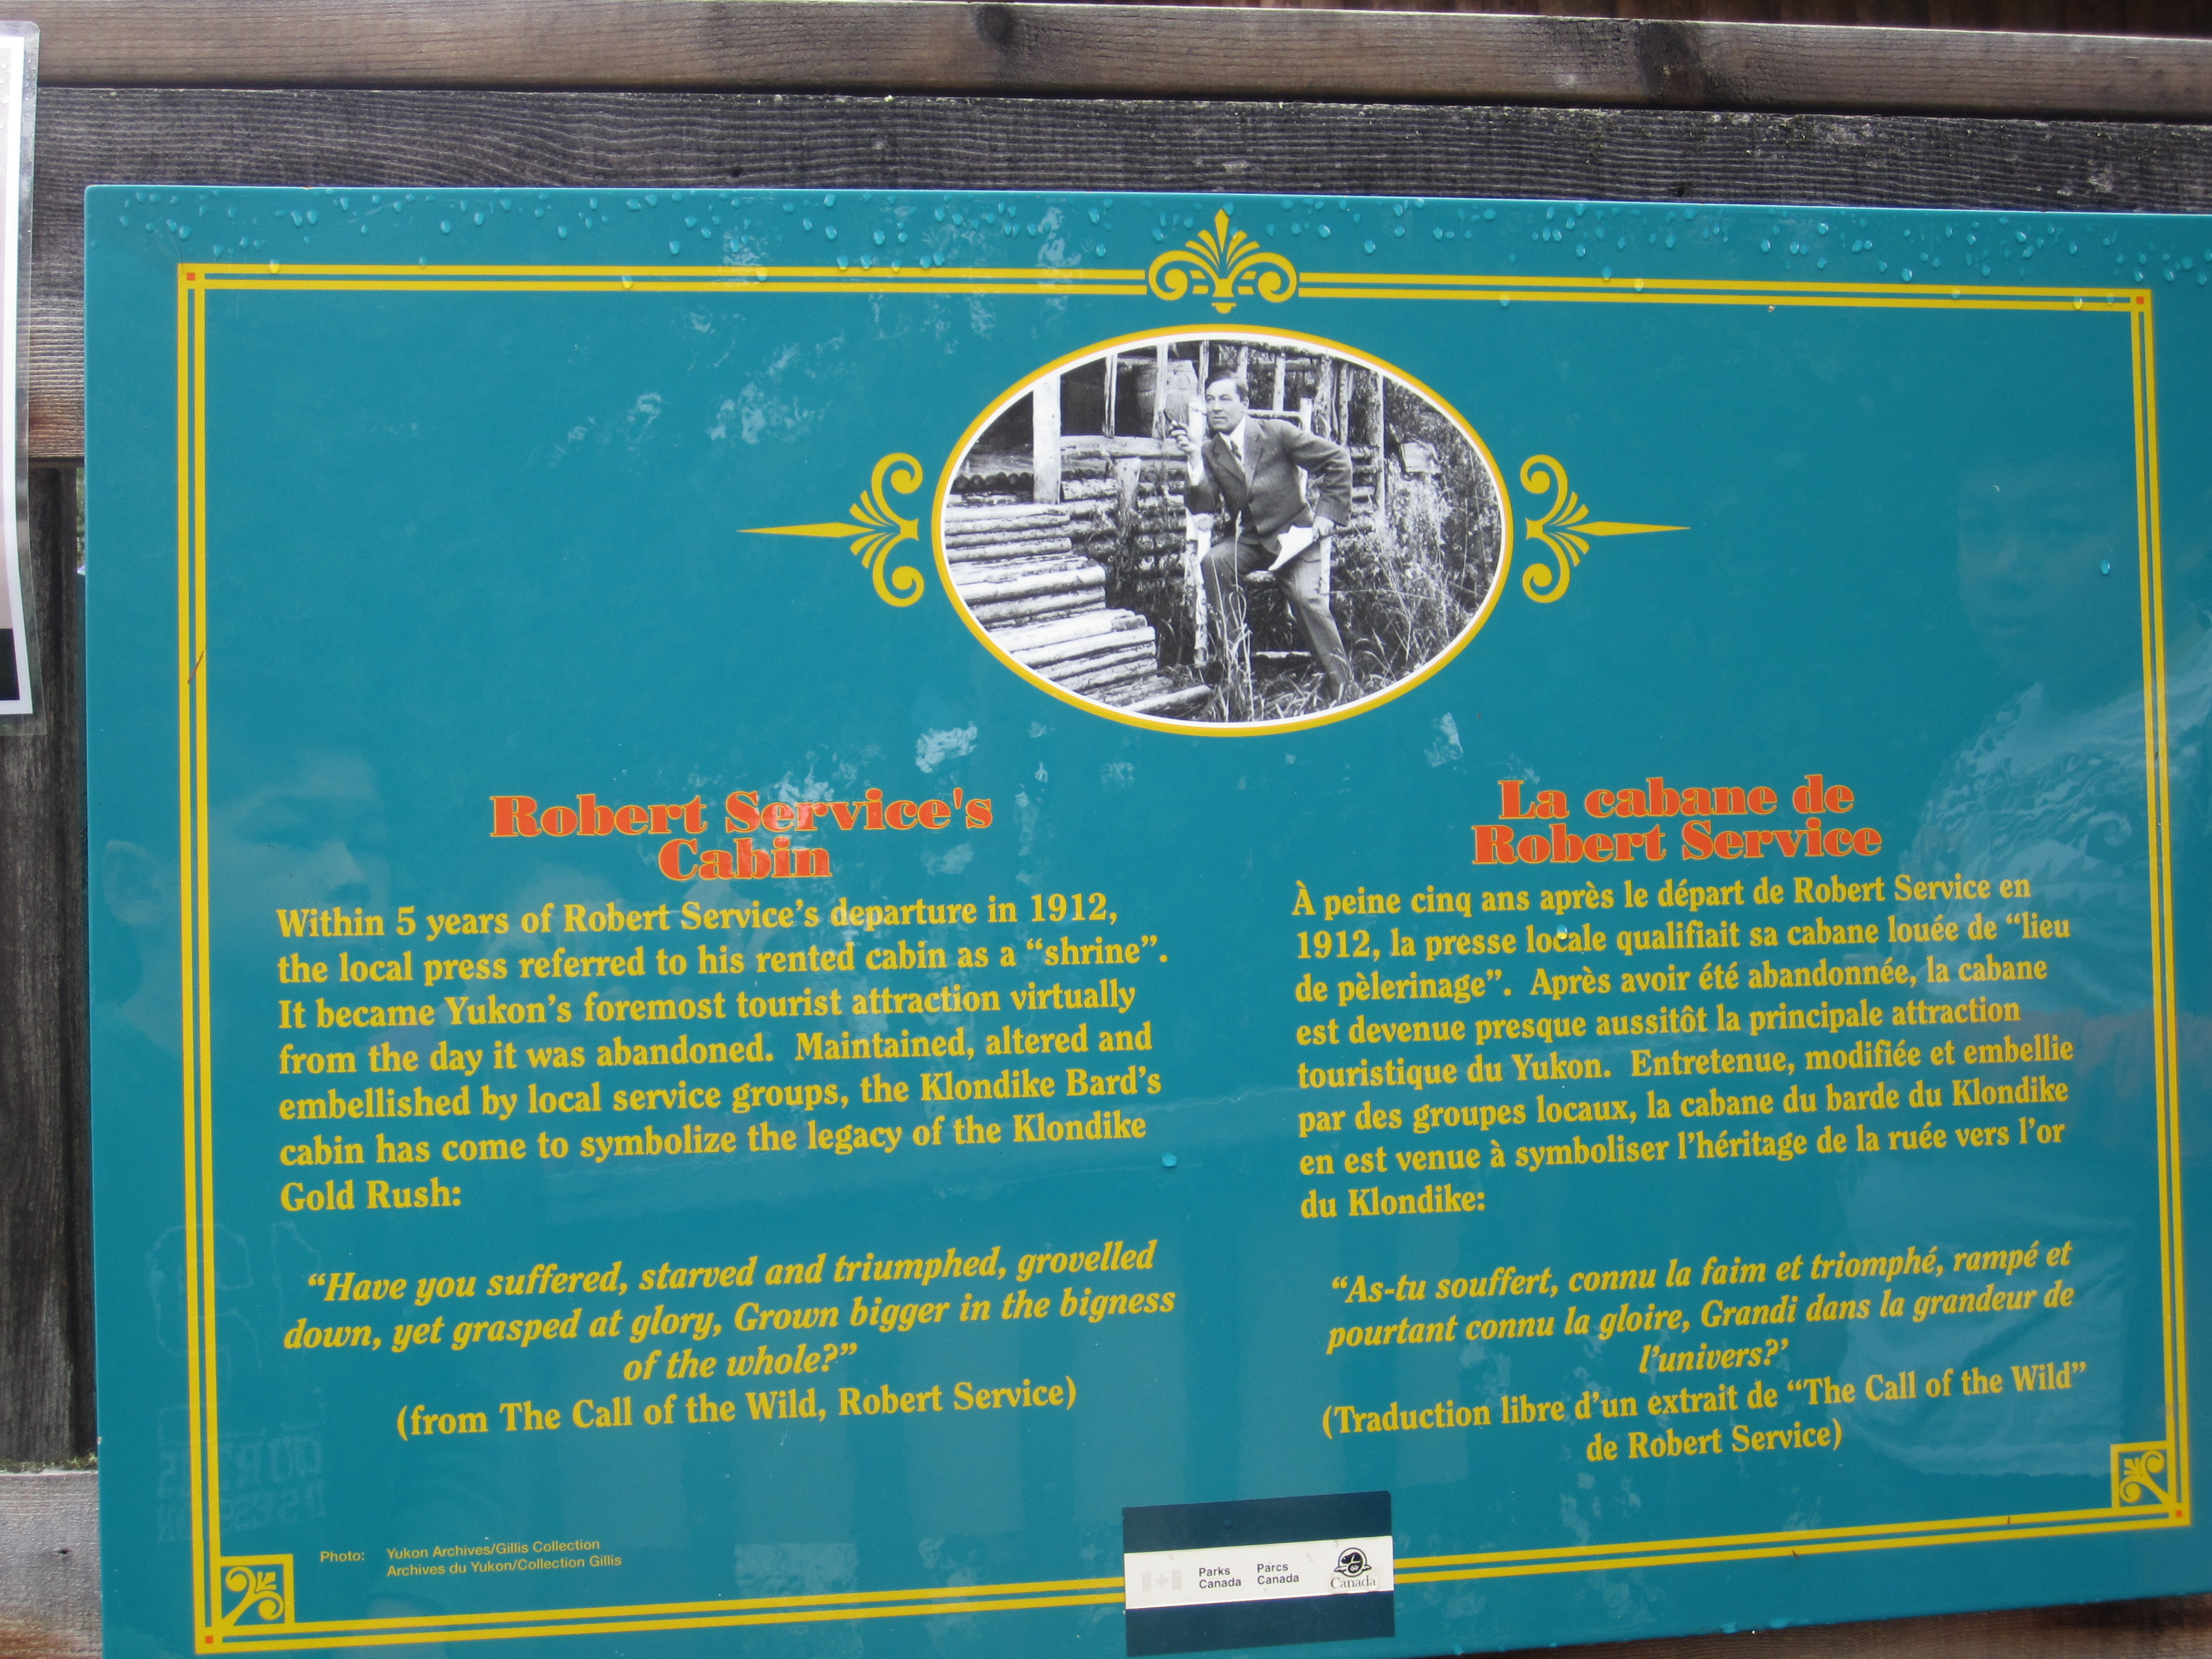 Robert Service's
Cabin
Within 5 years of Robert Service’s departure in 1912,
the local press referred to his rented cabin as a “shrine”.
It became Yukon’s foremost tourist attraction virtually
from the day it was abandoned. Maintained, altered and
embellished by local service groups, the Klondike Bard’s
cabin has come to symbolize the legacy of the Klondike
Gold Rush:
“Have you suffered, starved and triumphed, grovelled
down, yet grasped at glory, Grown bigger in the bigness
of the whole?”
(from The Call of the Wild, Robert Service)
La cabane de
Robert Service
À peine cinq ans après le départ de Robert Service en
1912, la presse locale qualifiait sa cabane louée de “lieu
de pèlerinage”. Après avoir été abandonnée, la cabane
est devenue presque aussitôt la principale attraction
touristique du Yukon. Entretenue, modifiée et embellie
par des groupes locaux, la cabane du barde du Klondike
en est venue à symboliser l’héritage de la ruée vers l’or
du Klondike:
“As-tu souffert, connu la faim et triomphé, rampé et
pourtant connu la gloire, Grandi dans la grandeur de
l’univers?’
(Traduction libre d’un extrait de “The Call of the Wild”
de Robert Service)
Photo: Yukon Archives/Gillis Collection
Archives du Yukon/Collection Gillis
Parks Parcs
Canada Canada
Canada